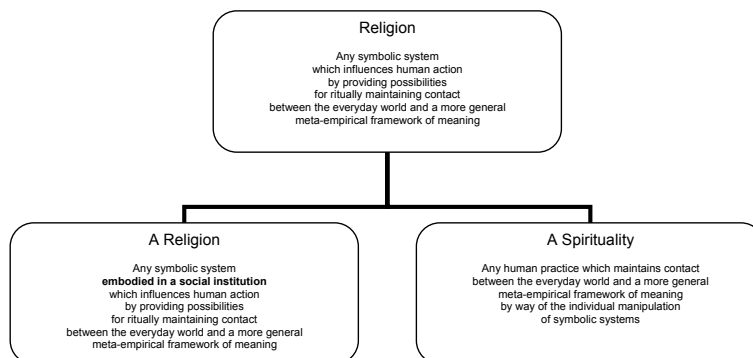 Religion
Any symbolic system
which influences human action
by providing possibilities
for ritually maintaining contact
between the everyday world and a more general
meta-empirical framework of meaning
A Religion
Any symbolic system
embodied in a social institution
which influences human action
by providing possibilities
for ritually maintaining contact
between the everyday world and a more general
meta-empirical framework of meaning
A Spirituality
Any human practice which maintains contact
between the everyday world and a more general
meta-empirical framework of meaning
by way of the individual manipulation
of symbolic systems